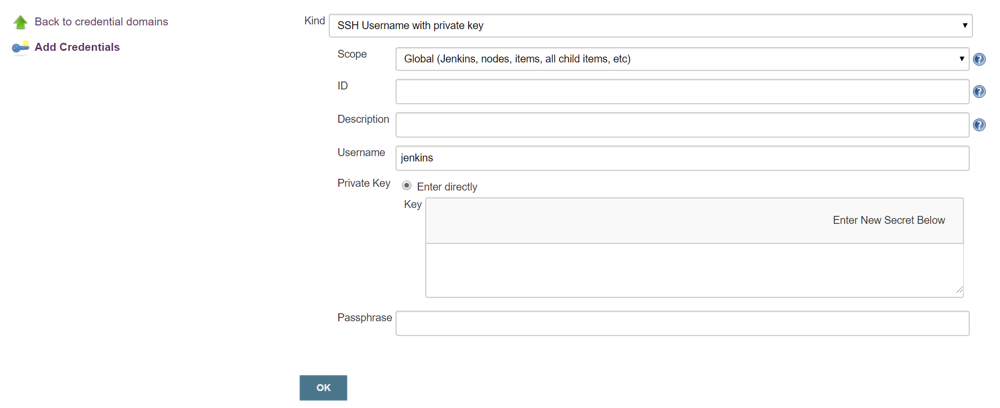 Back to credential domains
Add Credentials
Kind
SSH Username with private key
Scope
Global (Jenkins, nodes, items, all child items, etc)
ID
Description
Username
jenkins
Private Key
Enter directly
Key
Enter New Secret Below
Passphrase
OK